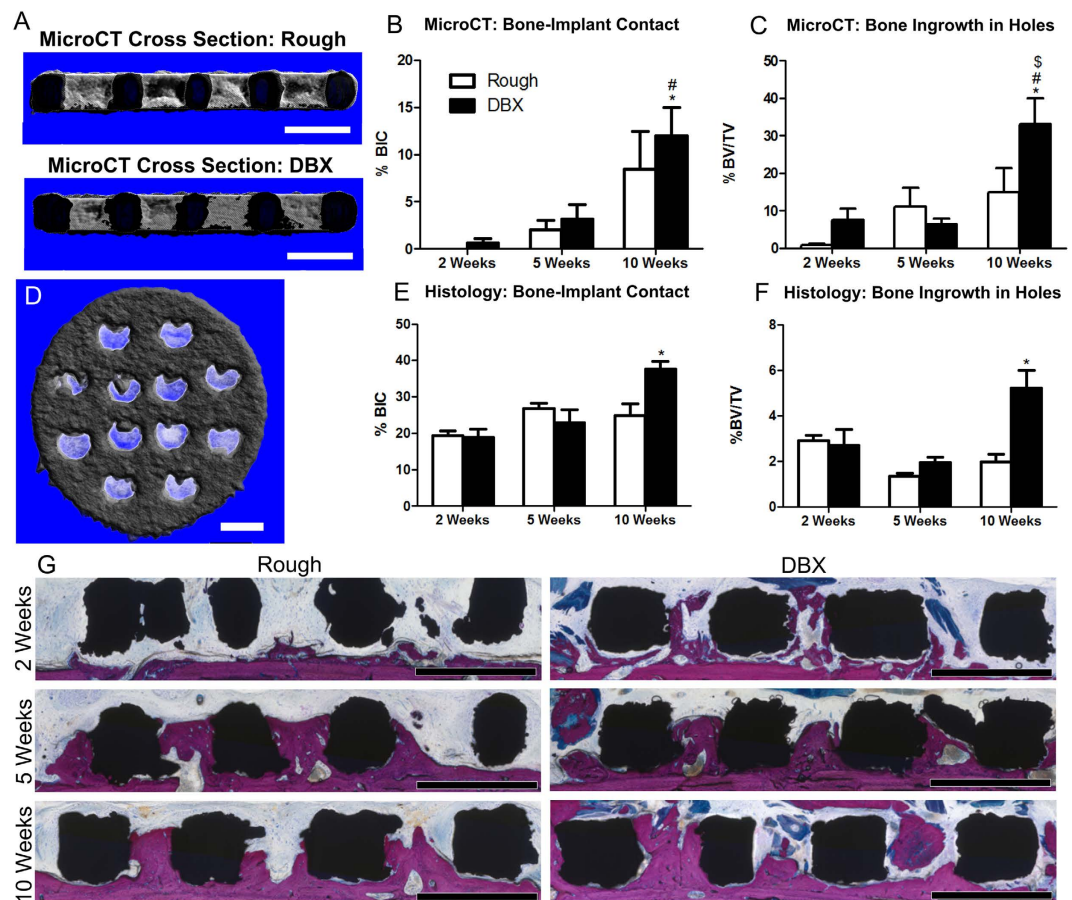 A
MicroCT Cross Section: Rough
MicroCT Cross Section: DBX
B
MicroCT: Bone-Implant Contact
% BIC
20
15
10
5
0
Rough
DBX
#
*
2 Weeks
5 Weeks
10 Weeks
C
MicroCT: Bone Ingrowth in Holes
% BV/TV
50
40
30
20
10
0
$
#
*
2 Weeks
5 Weeks
10 Weeks
D
E
Histology: Bone-Implant Contact
% BIC
50
40
30
20
10
0
*
2 Weeks
5 Weeks
10 Weeks
F
Histology: Bone Ingrowth in Holes
%BV/TV
8
6
4
2
0
*
2 Weeks
5 Weeks
10 Weeks
G
Rough
DBX
2 Weeks
5 Weeks
10 Weeks